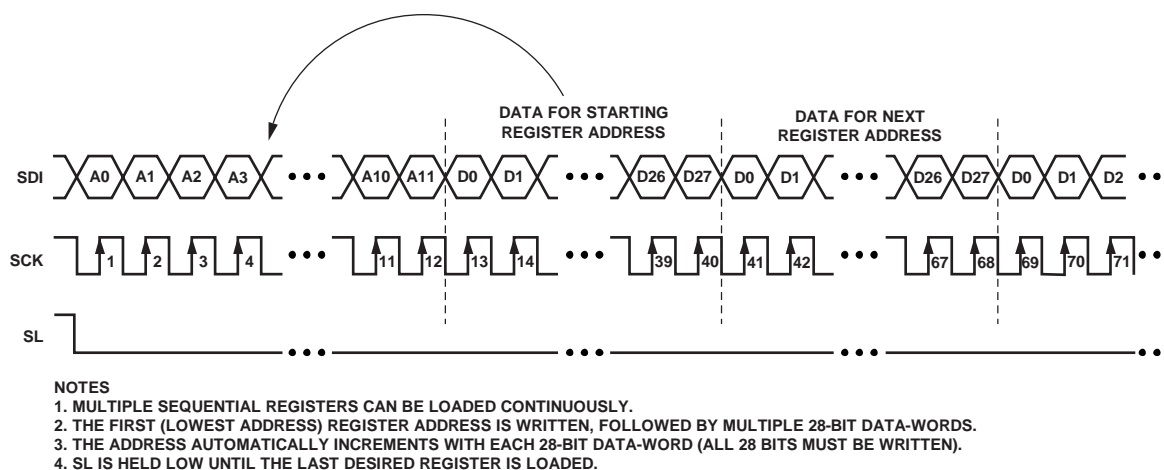 DATA FOR STARTING
REGISTER ADDRESS
DATA FOR NEXT
REGISTER ADDRESS
SDI A0 A1 A2 A3 A10 A11 D0 D1 D26 D27 D0 D1 D26 D27 D0 D1 D2
SCK 1 2 3 4 11 12 13 14 39 40 41 42 67 68 69 70 71
SL
NOTES
1. MULTIPLE SEQUENTIAL REGISTERS CAN BE LOADED CONTINUOUSLY.
2. THE FIRST (LOWEST ADDRESS) REGISTER ADDRESS IS WRITTEN, FOLLOWED BY MULTIPLE 28-BIT DATA-WORDS.
3. THE ADDRESS AUTOMATICALLY INCREMENTS WITH EACH 28-BIT DATA-WORD (ALL 28 BITS MUST BE WRITTEN).
4. SL IS HELD LOW UNTIL THE LAST DESIRED REGISTER IS LOADED.